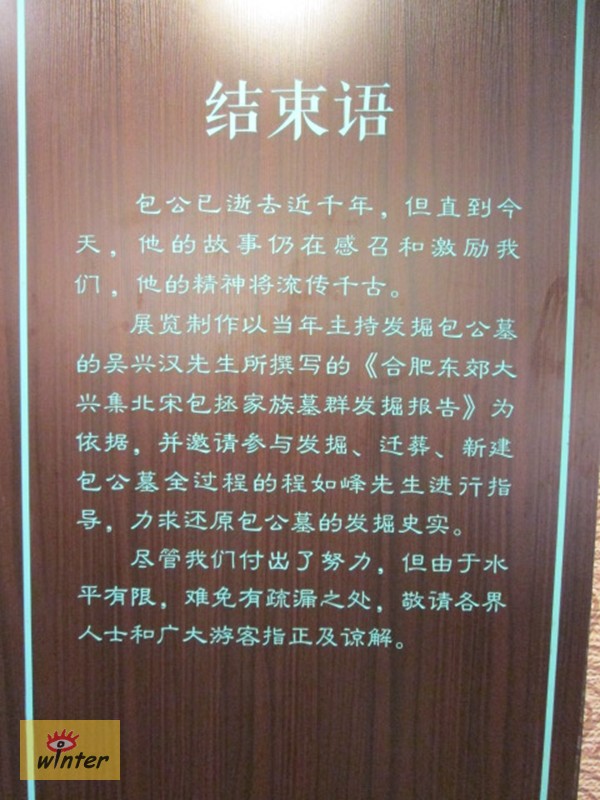 结束语
包公已逝去近千年，但直到今
天，他的故事仍在感召和激励我
们，他的精神将流传千古。
展览制作以当年主持发掘包公墓
的吴兴汉先生所撰写的《合肥东郊大
兴集北宋包拯家族墓群发掘报告》为
依据，并邀请参与发掘、迁葬、新建
包公墓全过程的程如峰先生进行指
导，力求还原包公墓的发掘史实。
尽管我们付出了努力，但由于水
平有限，难免有疏漏之处，敬请各界
人士和广大游客指正及谅解。
winter